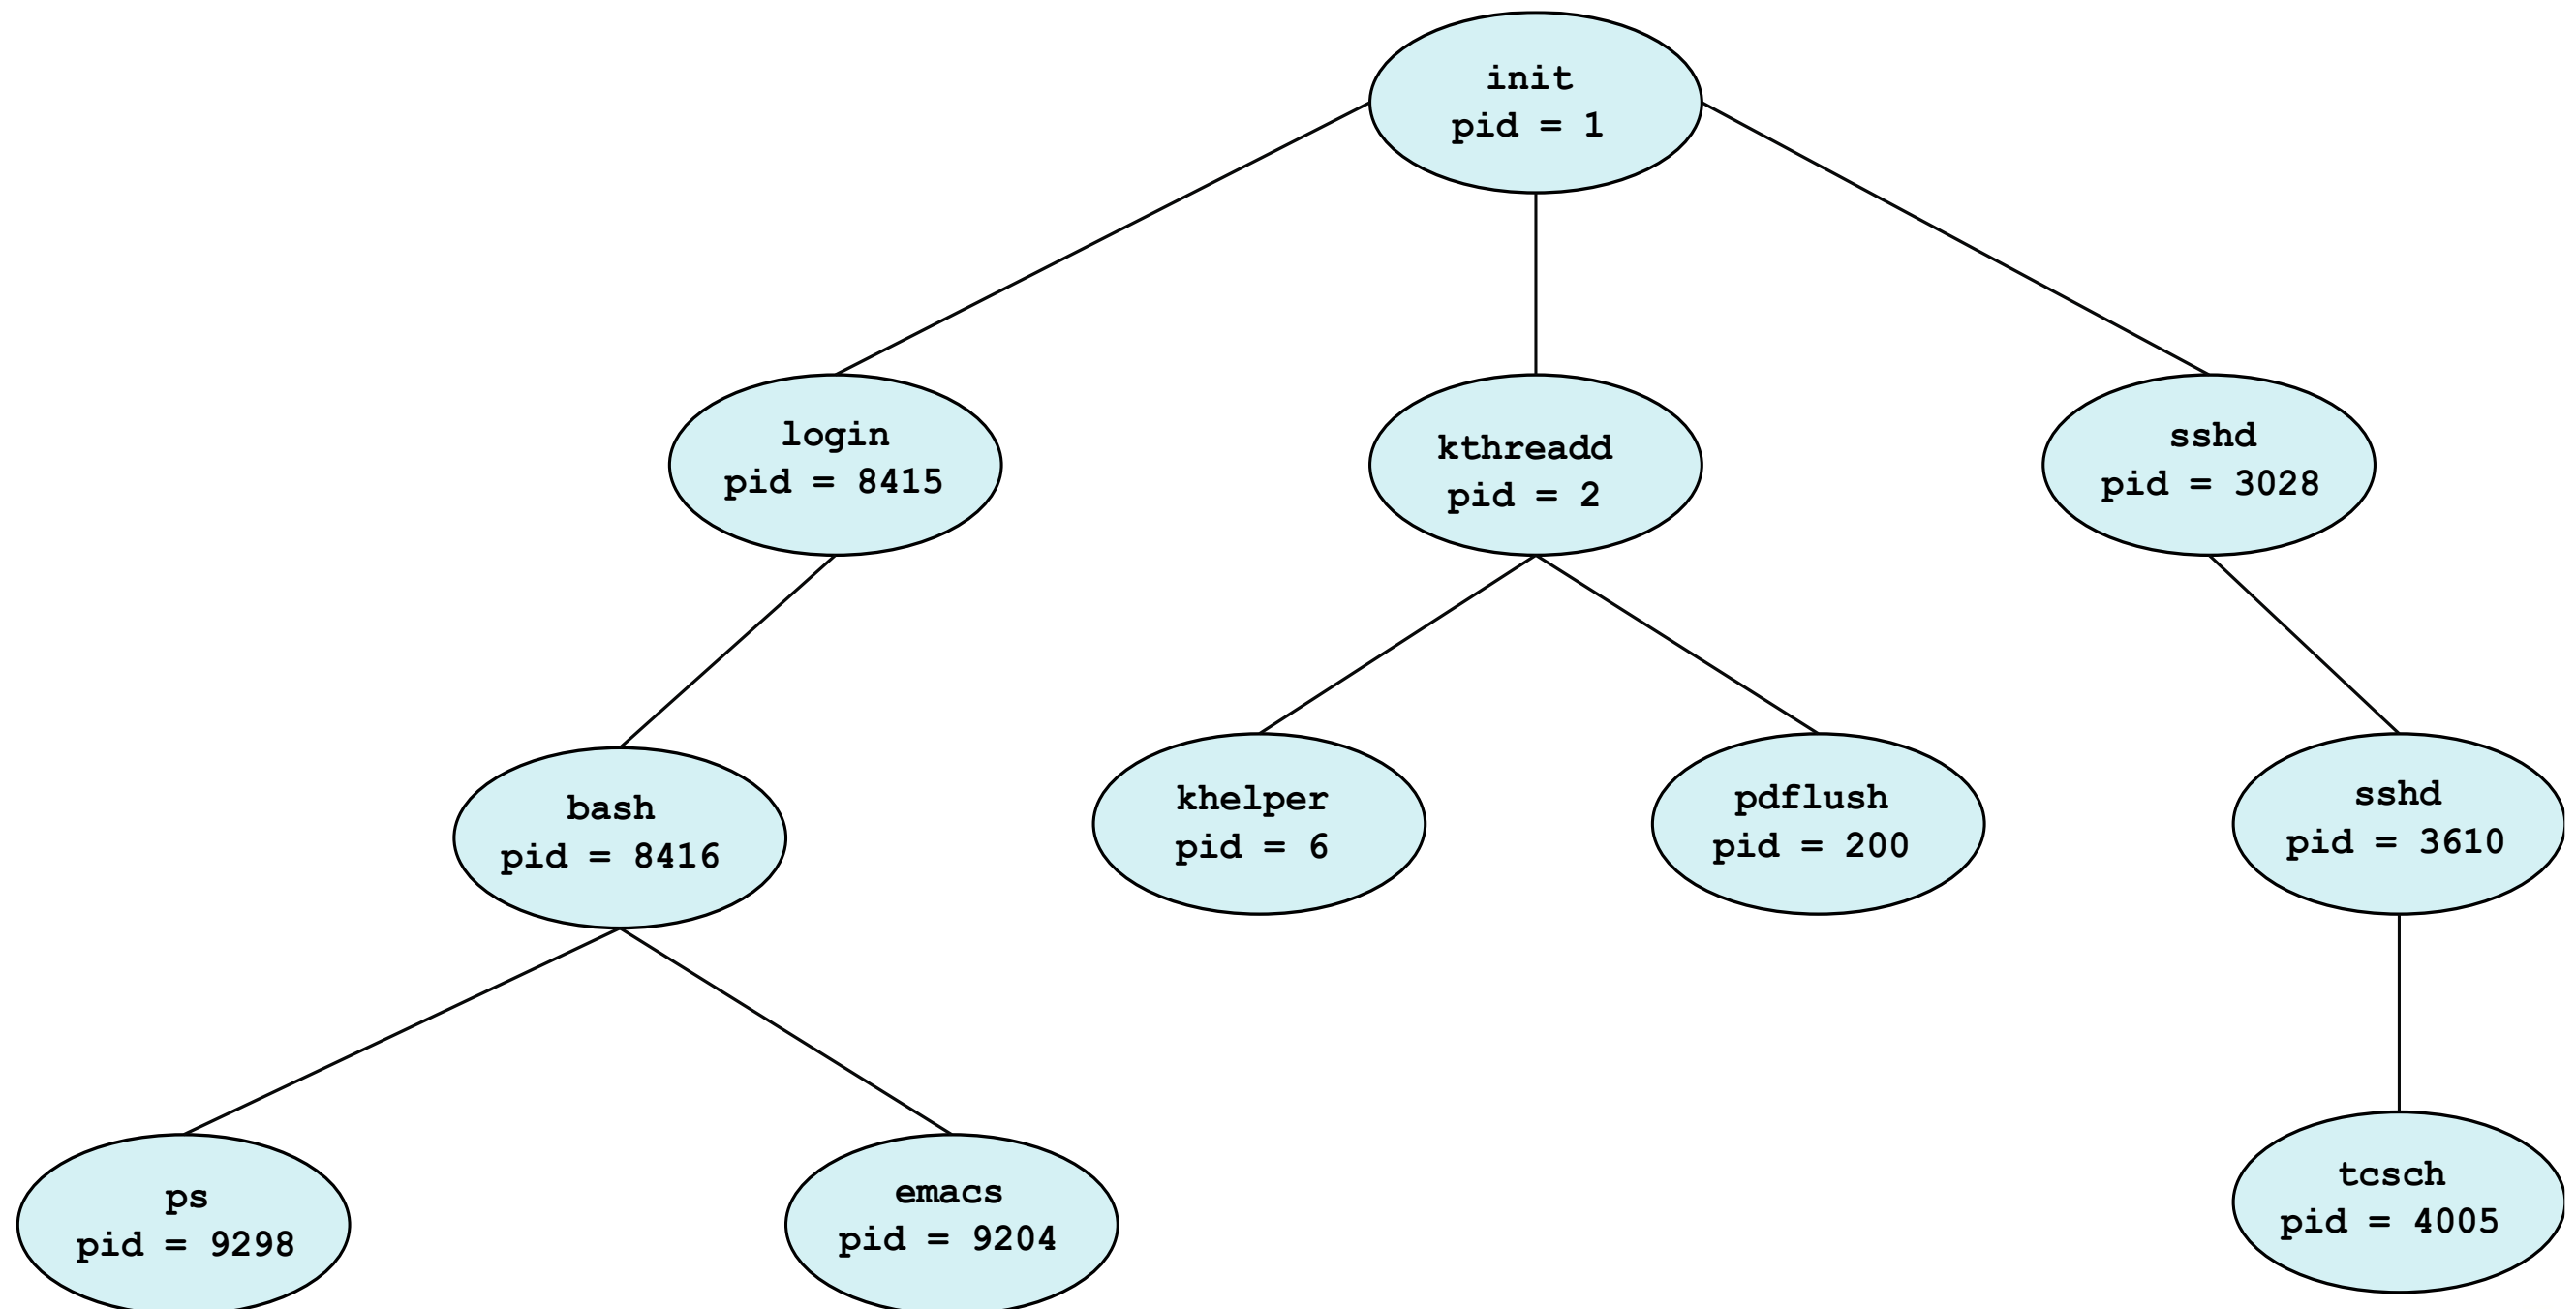 init
pid = 1
login
pid = 8415
kthreadd
pid = 2
sshd
pid = 3028
bash
pid = 8416
khelper
pid = 6
pdflush
pid = 200
sshd
pid = 3610
ps
pid = 9298
emacs
pid = 9204
tcsch
pid = 4005